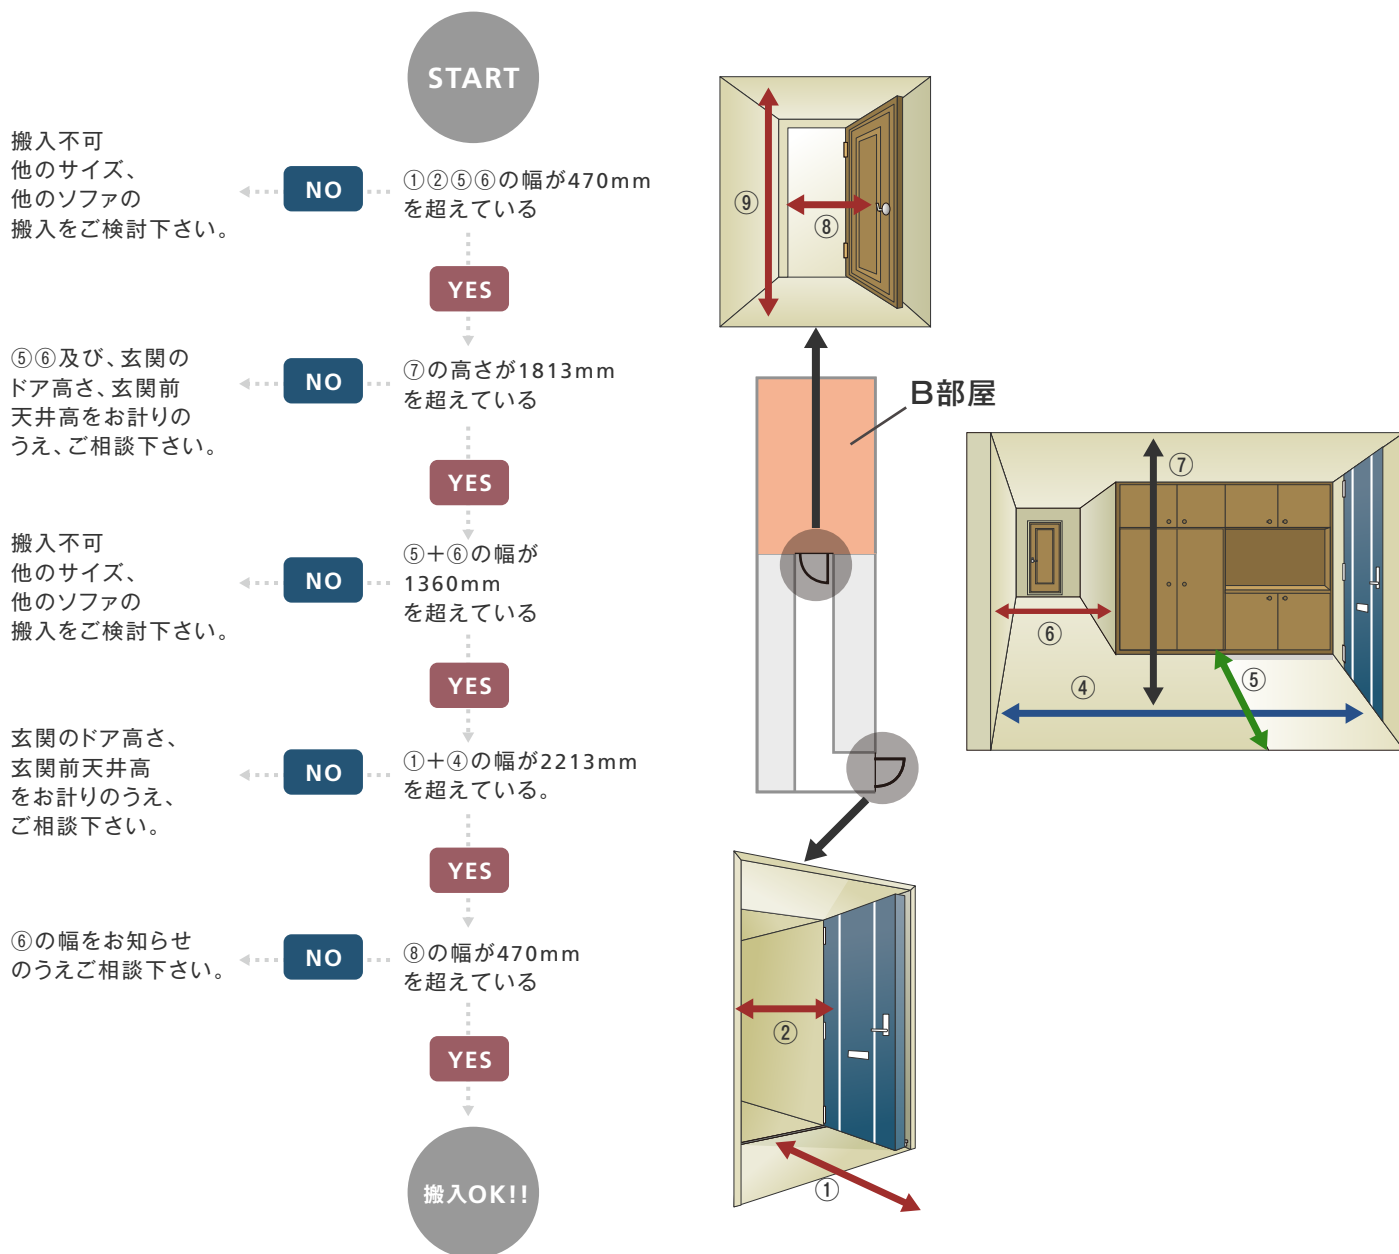 START
①②⑤⑥の幅が470mm
を超えている
NO
搬入不可
他のサイズ、
他のソファの
搬入をご検討下さい。
YES
⑦の高さが1813mm
を超えている
NO
⑤⑥及び、玄関の
ドア高さ、玄関前
天井高をお計りの
うえ、ご相談下さい。
YES
⑤＋⑥の幅が
1360mm
を超えている
NO
搬入不可
他のサイズ、
他のソファの
搬入をご検討下さい。
YES
①＋④の幅が2213mm
を超えている。
NO
玄関のドア高さ、
玄関前天井高
をお計りのうえ、
ご相談下さい。
YES
⑧の幅が470mm
を超えている
NO
⑥の幅をお知らせ
のうえご相談下さい。
YES
搬入OK!!
⑨
⑧
B部屋
⑦
⑥
④
⑤
②
①